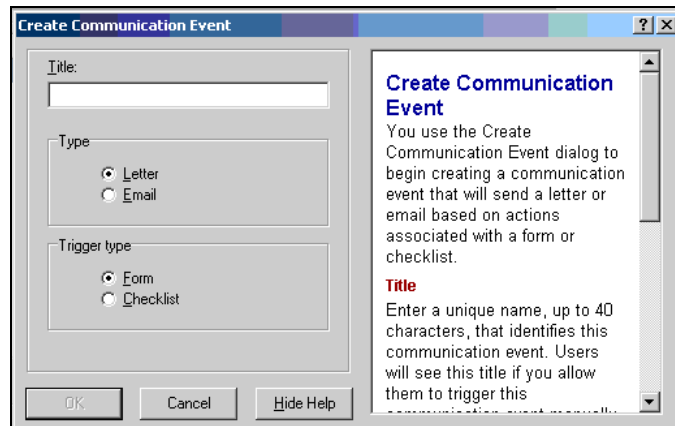 Create Communication Event
Title:
Type
Letter
Email
Trigger type
Form
Checklist
OK
Cancel
Hide Help
Create Communication
Event
You use the Create
Communication Event dialog to
begin creating a communication
event that will send a letter or
email based on actions
associated with a form or
checklist.
Title
Enter a unique name, up to 40
characters, that identifies this
communication event. Users
will see this title if you allow
them to trigger this
communication event manually